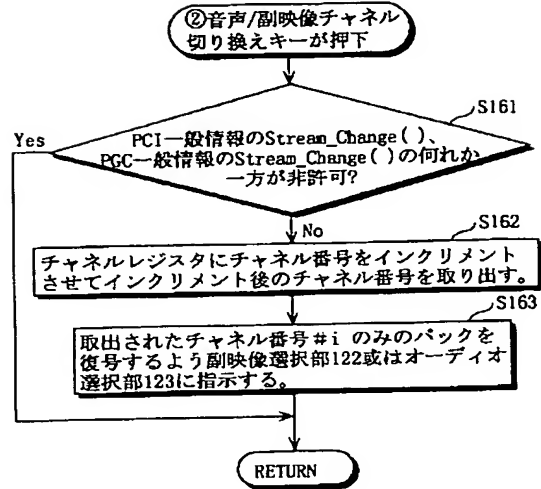 ②音声/副映像チャネル
切り換えキーが押下
S161
Yes
PCI一般情報のStream_Change()、
PGC一般情報のStream_Change()の何れか
一方が非許可?
No
S162
チャネルレジスタにチャネル番号をインクリメント
させてインクリメント後のチャネル番号を取り出す。
S163
取出されたチャネル番号#i のみのパックを
復号するよう副映像選択部122或はオーディオ
選択部123に指示する。
RETURN